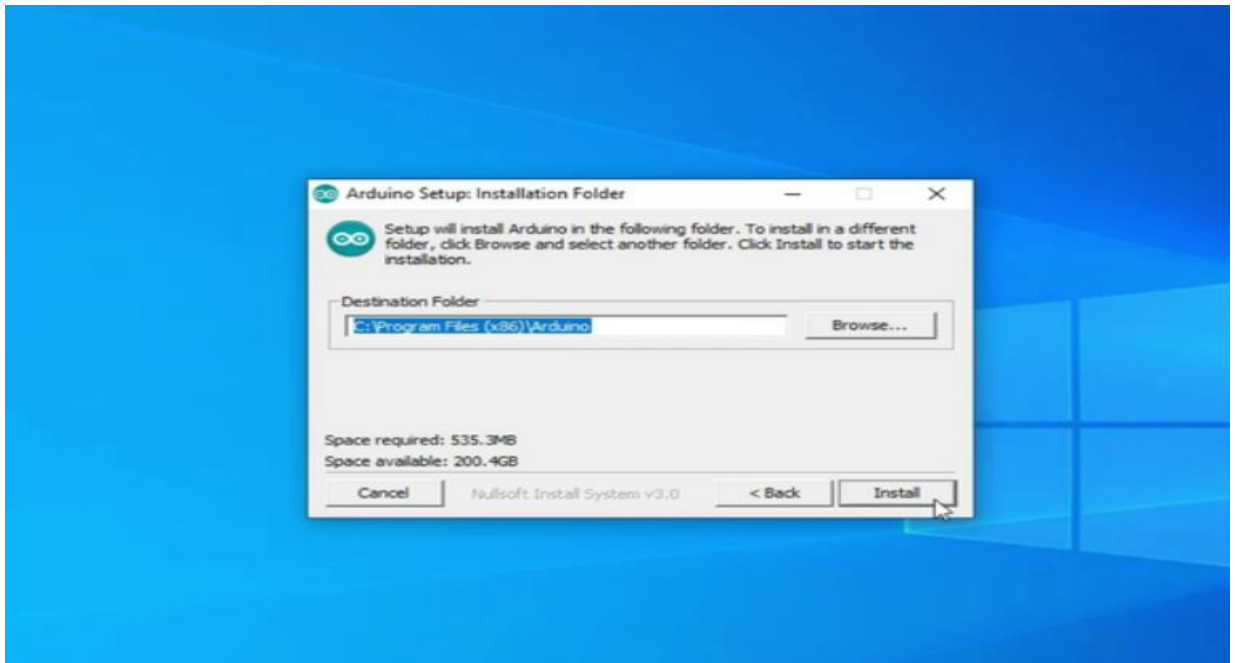 Arduino Setup: Installation Folder
Setup will install Arduino in the following folder. To install in a different
folder, click Browse and select another folder. Click Install to start the
installation.
Destination Folder
C:\Program Files (x86)\Arduino
Browse...
Space required: 535.3MB
Space available: 200.4GB
Cancel
Nullsoft Install System v3.0
< Back
Install